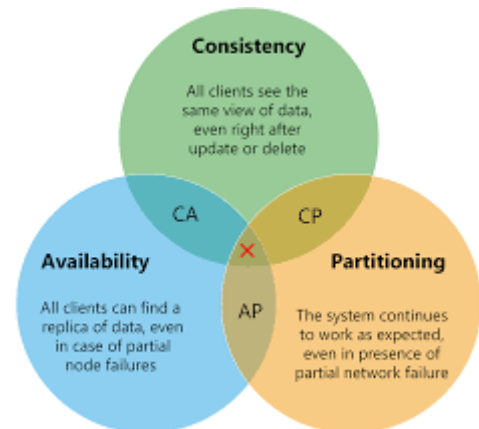 Consistency
All clients see the
same view of data,
even right after
update or delete
CA
CP
Availability
All clients can find a
replica of data, even
in case of partial
node failures
AP
Partitioning
The system continues
to work as expected,
even in presence of
partial network failure